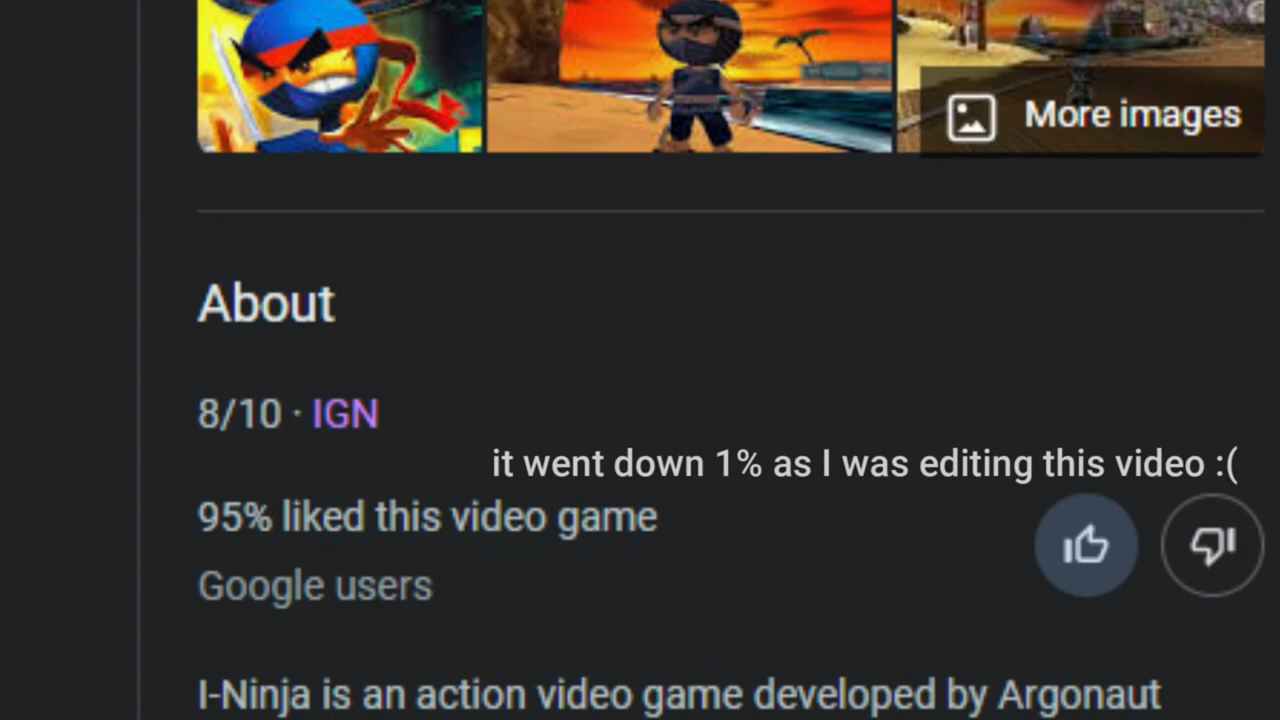 More images
About
8/10 · IGN
it went down 1% as I was editing this video :(
95% liked this video game
Google users
I-Ninja is an action video game developed by Argonaut